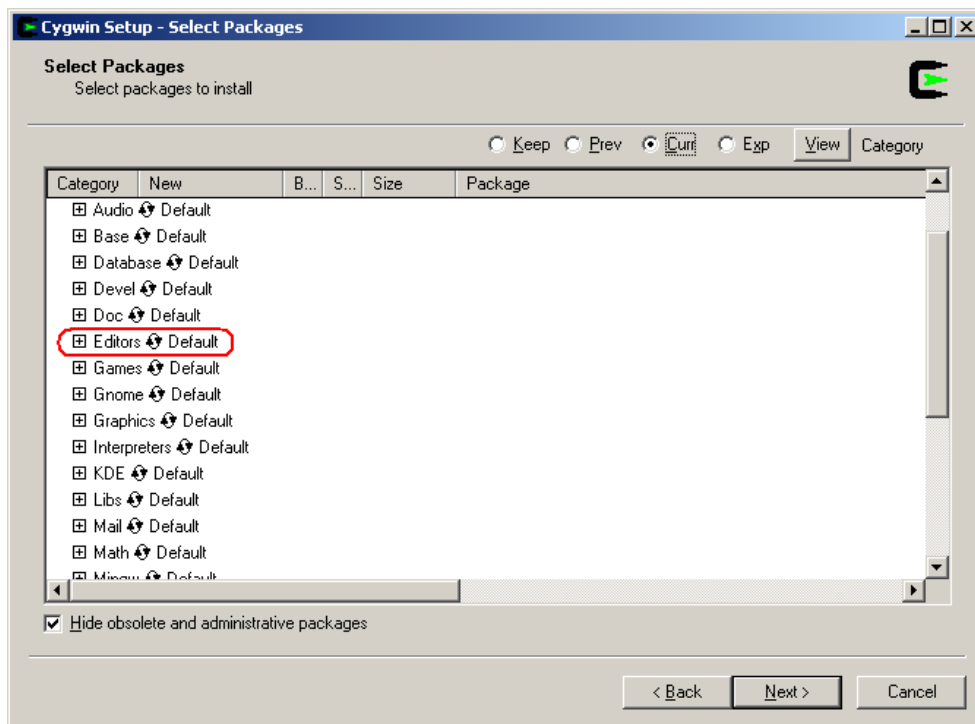 Cygwin Setup - Select Packages
Select Packages
Select packages to install
Keep Prev Curr Exp View Category
Category New B... S... Size Package
Audio Default
Base Default
Database Default
Devel Default
Doc Default
Editors Default
Games Default
Gnome Default
Graphics Default
Interpreters Default
KDE Default
Libs Default
Mail Default
Math Default
Mingw Default
Hide obsolete and administrative packages
< Back Next > Cancel